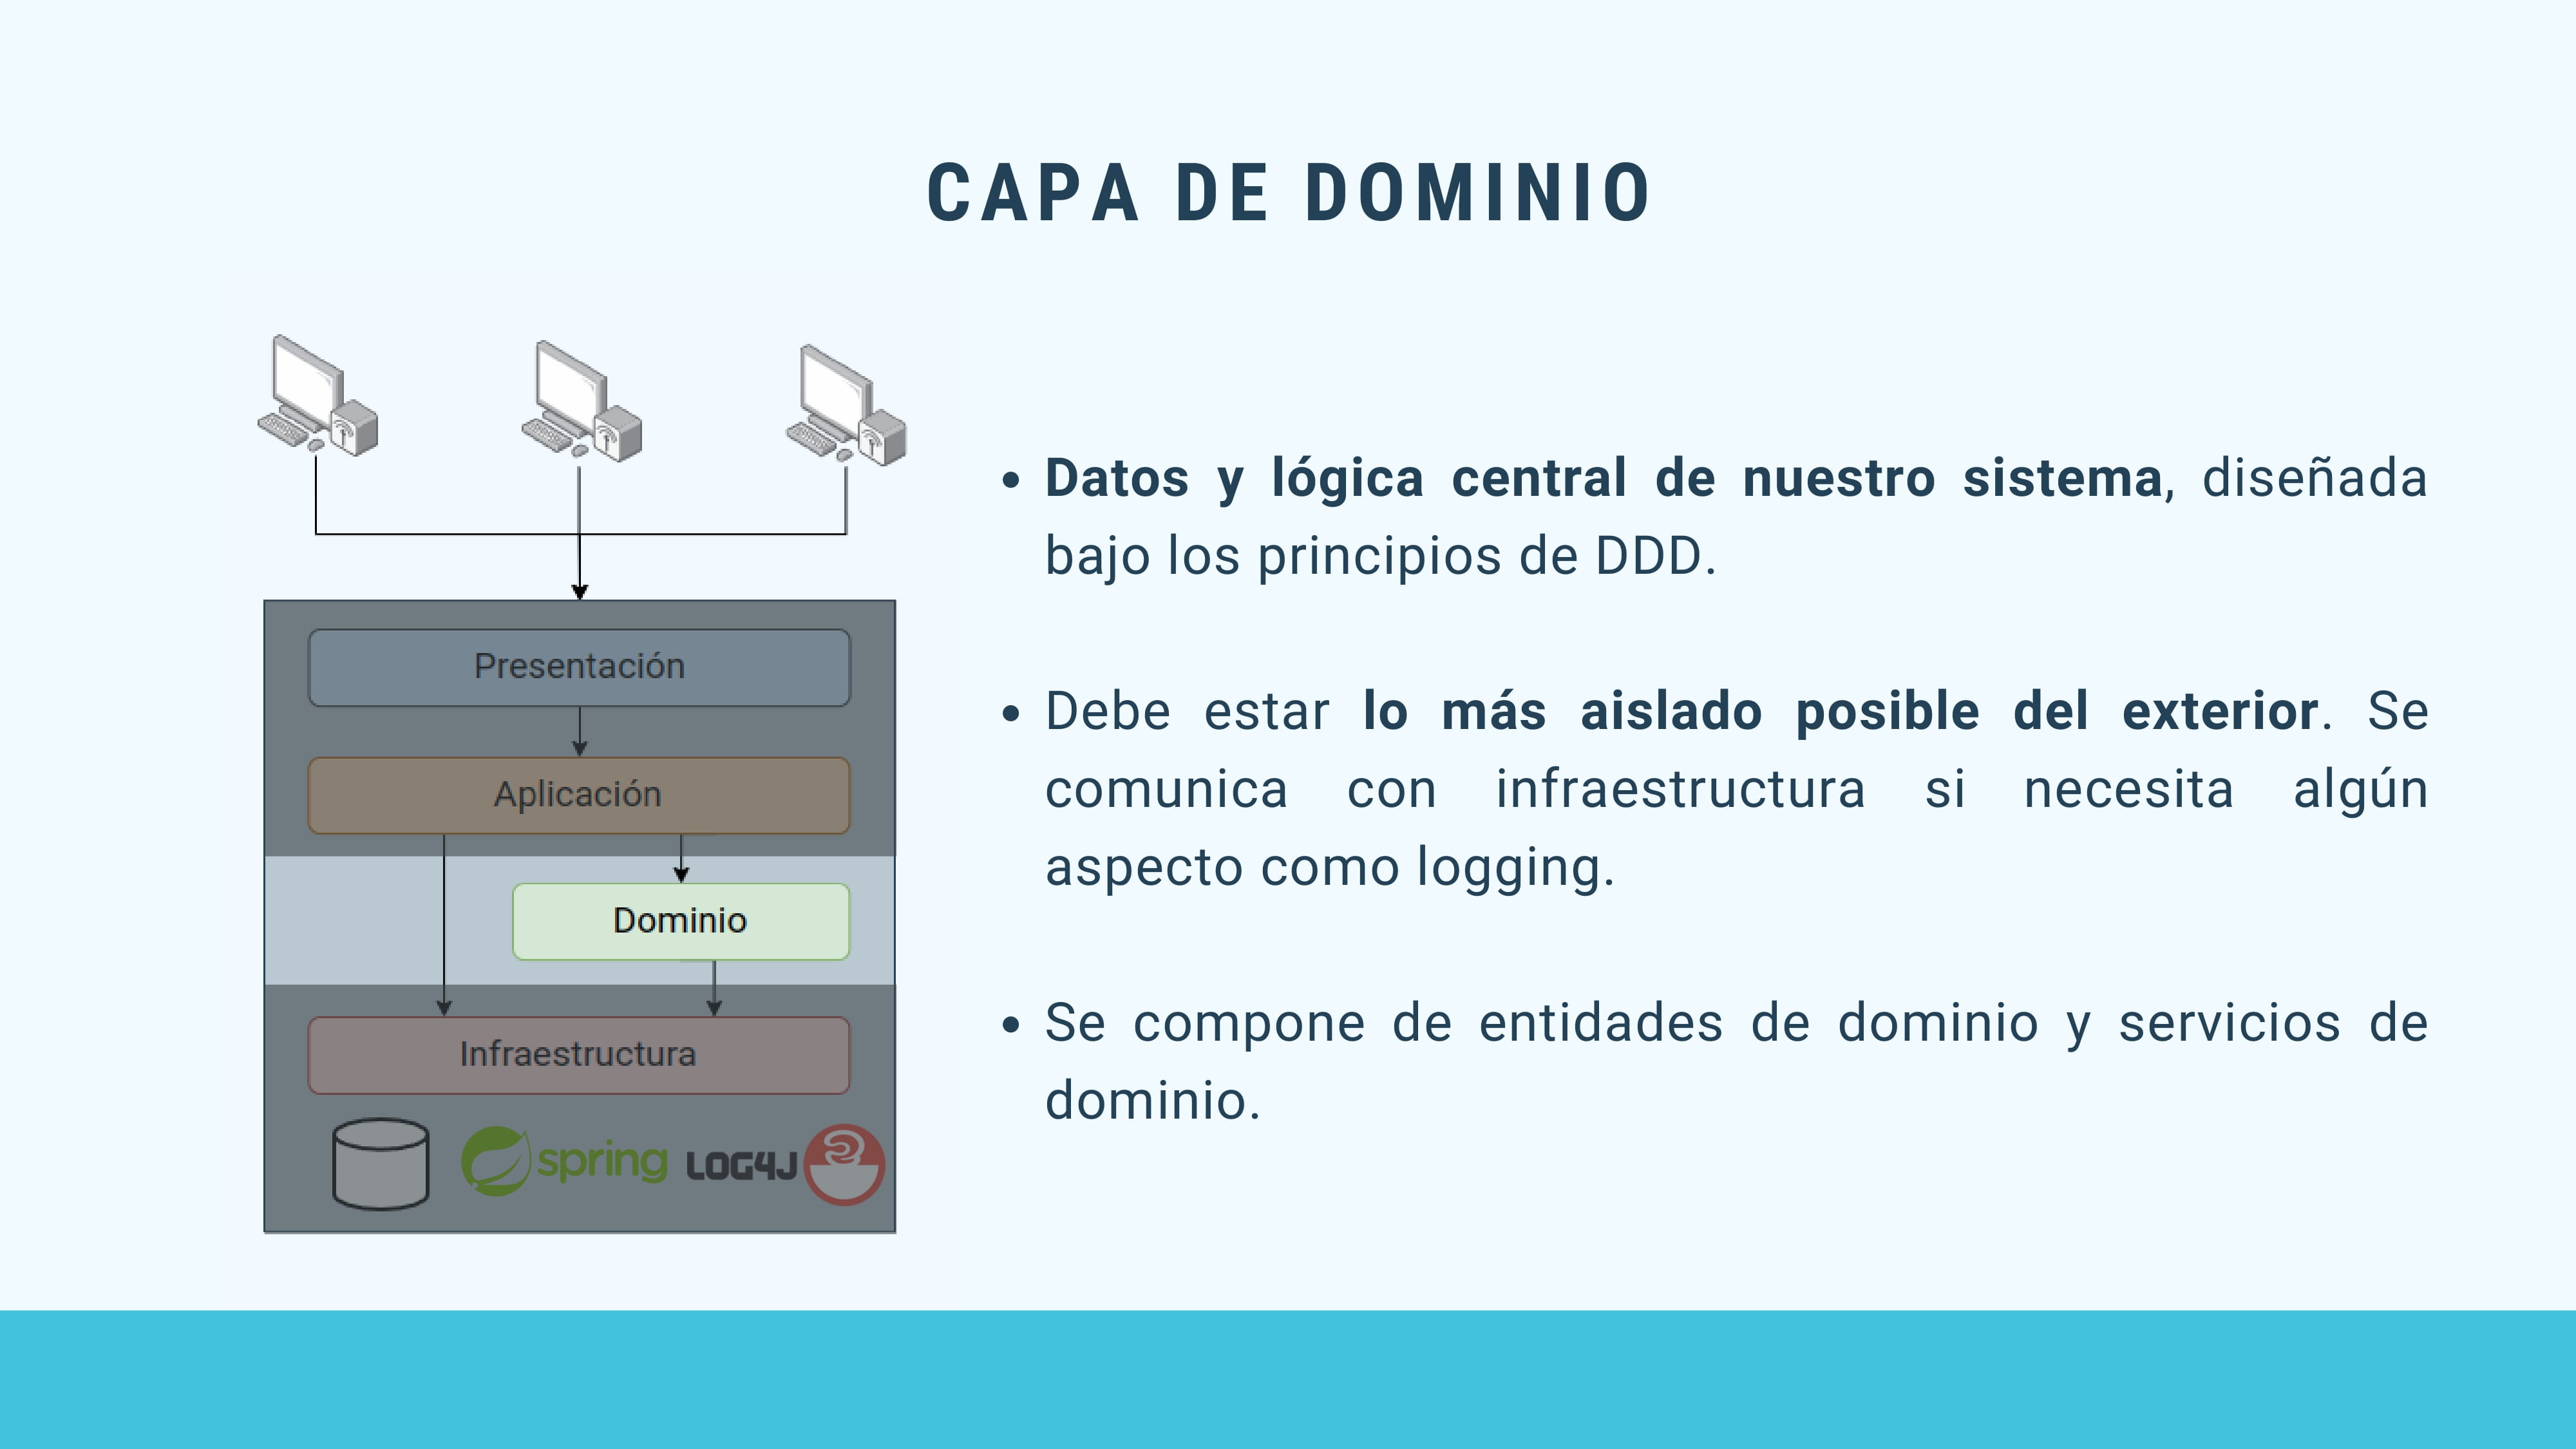 CAPA DE DOMINIO
Presentación
Aplicación
Dominio
Infraestructura
spring
LOG4J
• Datos y lógica central de nuestro sistema, diseñada
bajo los principios de DDD.
• Debe estar lo más aislado posible del exterior. Se
comunica con infraestructura si necesita algún
aspecto como logging.
• Se compone de entidades de dominio y servicios de
dominio.